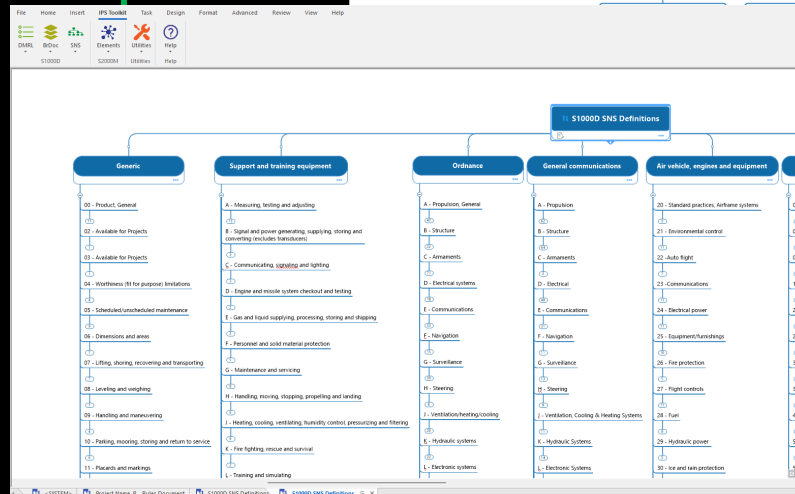 File Home Insert IPS Toolkit Task Design Format Advanced Review View Help
DMRL BrDoc SNS Elements Utilities Help
S1000D S2000M Utilities Help
S1000D SNS Definitions
Generic
00 - Product, General
02 - Available for Projects
03 - Available for Projects
04 - Worthiness (fit for purpose) limitations
05 - Scheduled/unscheduled maintenance
06 - Dimensions and areas
07 - Lifting, shoring, recovering and transporting
08 - Leveling and weighing
09 - Handling and maneuvering
10 - Parking, mooring, storing and return to service
11 - Placards and markings
Support and training equipment
A - Measuring, testing and adjusting
B - Signal and power generating, supplying, storing and
converting (excludes transducers)
C - Communicating, signaling and lighting
D - Engine and missile system checkout and testing
E - Gas and liquid supplying, processing, storing and shipping
F - Personnel and solid material protection
G - Maintenance and servicing
H - Handling, moving, stopping, propelling and landing
J - Heating, cooling, ventilating, humidity control, pressurizing and filtering
K - Fire fighting, rescue and survival
L - Training and simulating
Ordnance
A - Propulsion, General
B - Structure
C - Armaments
D - Electrical systems
E - Communications
F - Navigation
G - Surveillance
H - Steering
J - Ventilation/heating/cooling
K - Hydraulic systems
L - Electronic systems
General communications
A - Propulsion
B - Structure
C - Armaments
D - Electrical
E - Communications
F - Navigation
G - Surveillance
H - Steering
J - Ventilation, Cooling & Heating Systems
K - Hydraulic Systems
L - Electronic Systems
Air vehicle, engines and equipment
20 - Standard practices, Airframe systems
21 - Environmental control
22 -Auto flight
23 -Communications
24 - Electrical power
25 - Equipment/furnishings
26 - Fire protection
27 - Flight controls
28 - Fuel
29 - Hydraulic power
30 - Ice and rain protection
<SYSTEM> Project Name_B... Rules Document S1000D SNS Definitions S1000D SNS Definitions